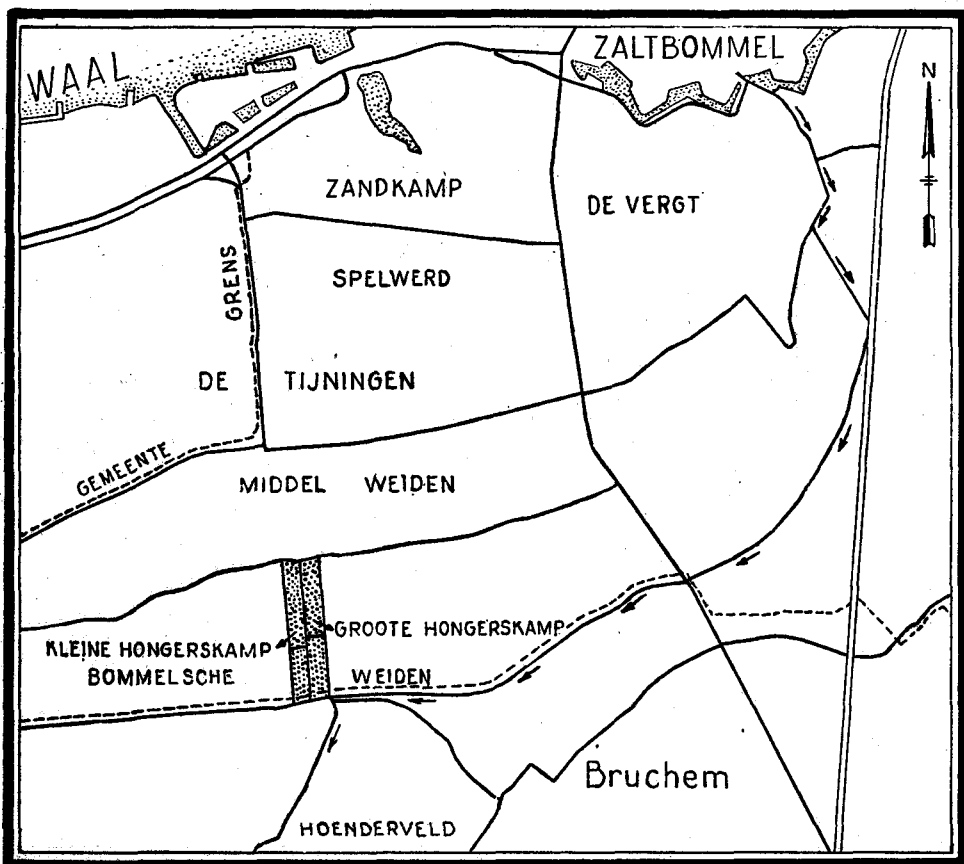 WAAL
ZALTBOMMEL
N
ZANDKAMP
DE VERGT
GRENS
SPELWERD
DE TIJNINGEN
GEMEENTE
MIDDEL WEIDEN
GROOTE HONGERSKAMP
KLEINE HONGERSKAMP
BOMMELSCHE WEIDEN
Bruchem
HOENDERVELD